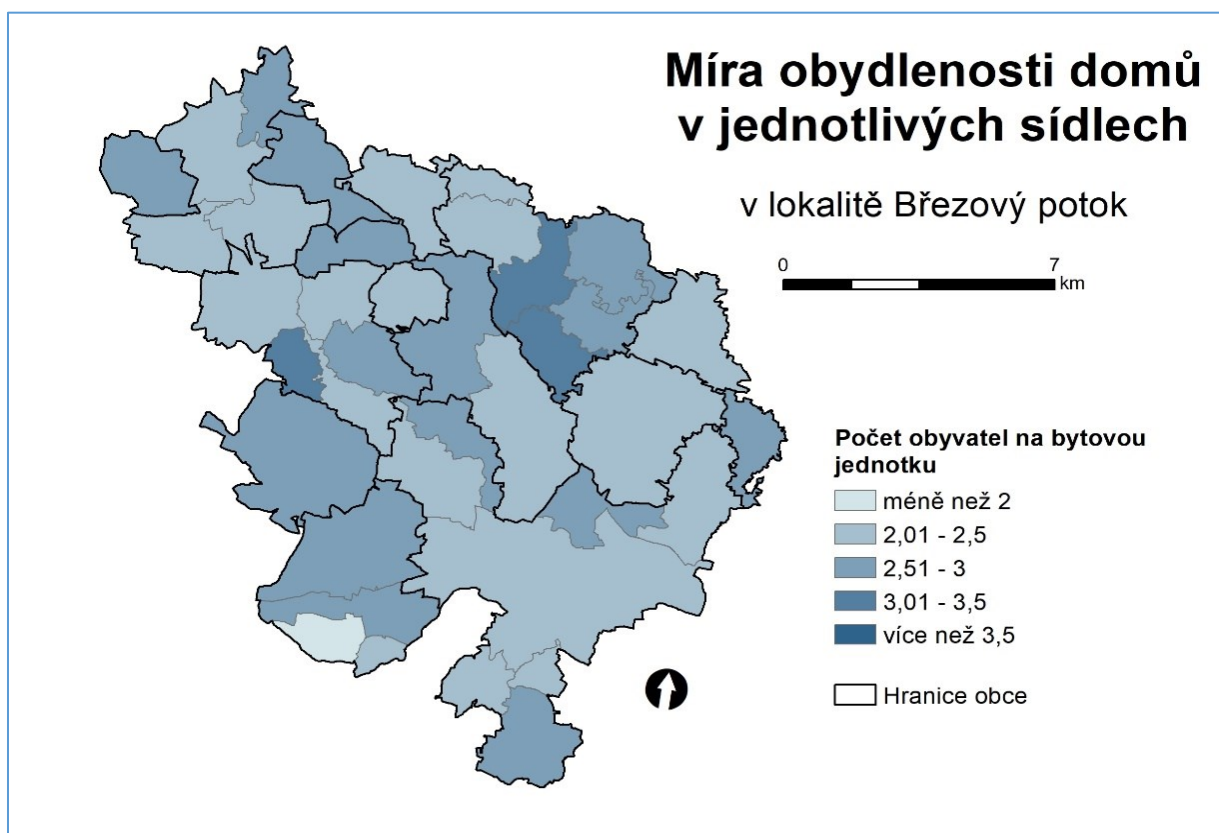 Míra obydlenosti domů
v jednotlivých sídlech
v lokalitě Březový potok
0 7
km
Počet obyvatel na bytovou
jednotku
méně než 2
2,01 - 2,5
2,51 - 3
3,01 - 3,5
více než 3,5
Hranice obce